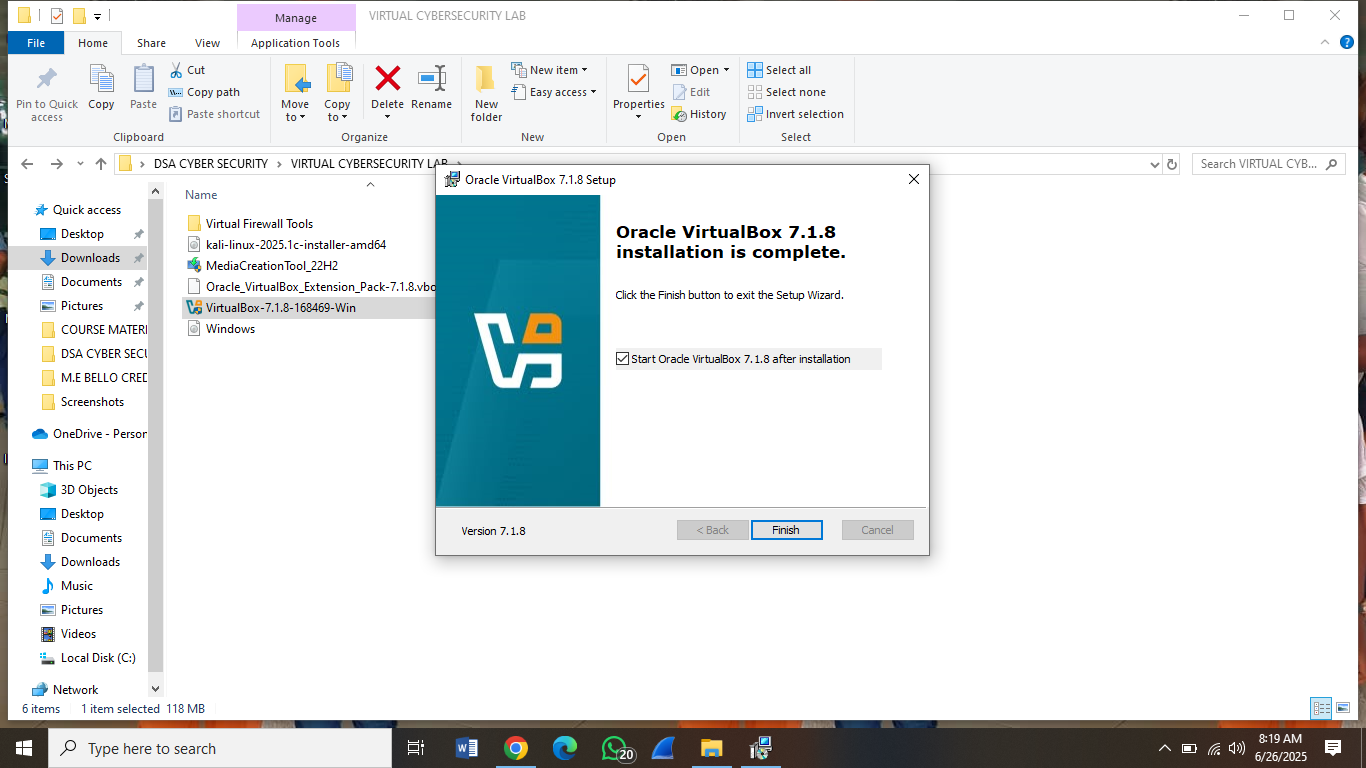 Manage
VIRTUAL CYBERSECURITY LAB
File
Home
Share
View
Application Tools
Pin to Quick access
Copy
Paste
Cut
Copy path
Paste shortcut
Clipboard
Move to
Copy to
Delete
Rename
Organize
New folder
New item
Easy access
New
Properties
Open
Edit
History
Open
Select all
Select none
Invert selection
Select
DSA CYBER SECURITY
VIRTUAL CYBERSECURITY LAB
Search VIRTUAL CYB...
Quick access
Desktop
Downloads
Documents
Pictures
COURSE MATERI
DSA CYBER SECU
M.E BELLO CRED
Screenshots
OneDrive - Person
This PC
3D Objects
Desktop
Documents
Downloads
Music
Pictures
Videos
Local Disk (C:)
Network
Name
Virtual Firewall Tools
kali-linux-2025.1c-installer-amd64
MediaCreationTool_22H2
Oracle_VirtualBox_Extension_Pack-7.1.8.vbo
VirtualBox-7.1.8-168469-Win
Windows
Oracle VirtualBox 7.1.8 Setup
Oracle VirtualBox 7.1.8
installation is complete.
Click the Finish button to exit the Setup Wizard.
Start Oracle VirtualBox 7.1.8 after installation
Version 7.1.8
< Back
Finish
Cancel
6 items
1 item selected 118 MB
Type here to search
20
8:19 AM
6/26/2025